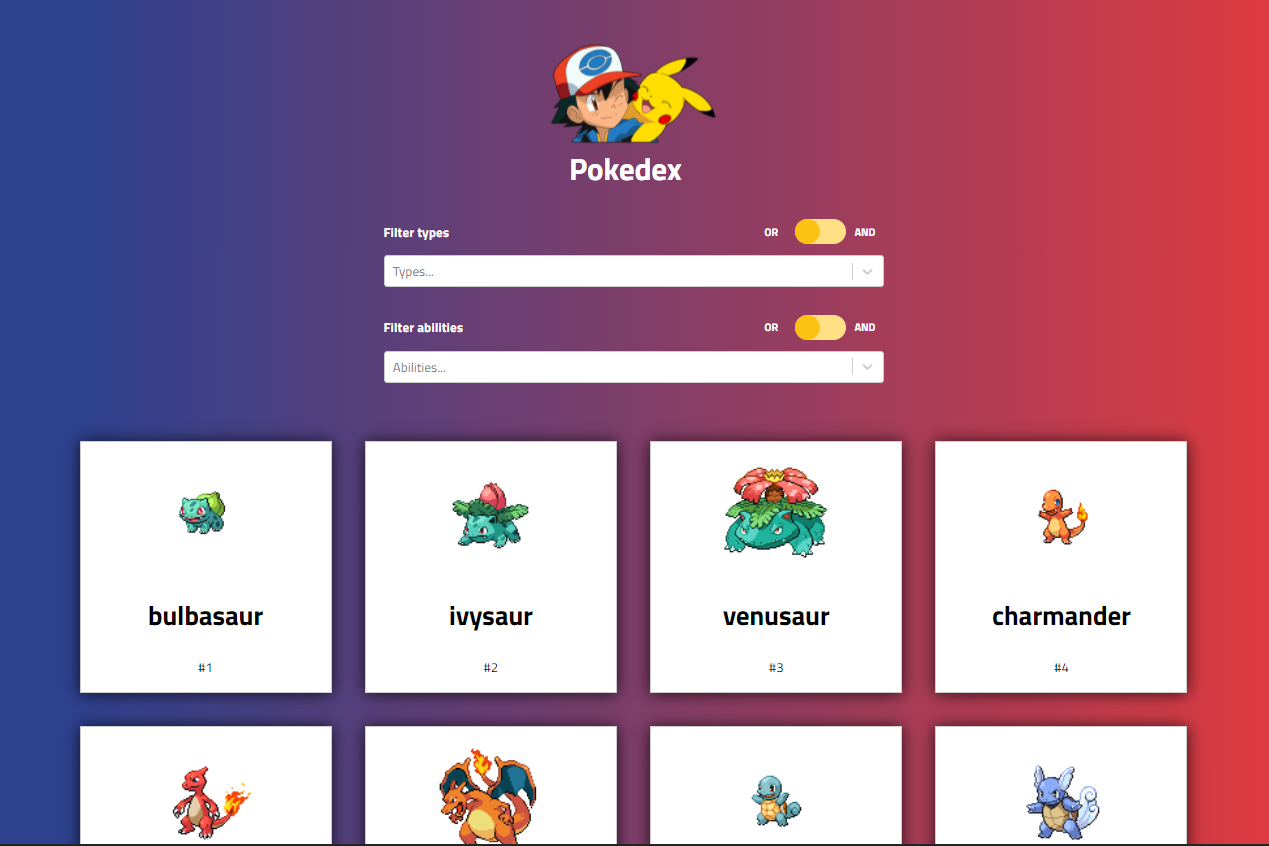 Pokedex
Filter types OR AND
Types...
Filter abilities OR AND
Abilities...
bulbasaur ivysaur venusaur charmander
#1 #2 #3 #4